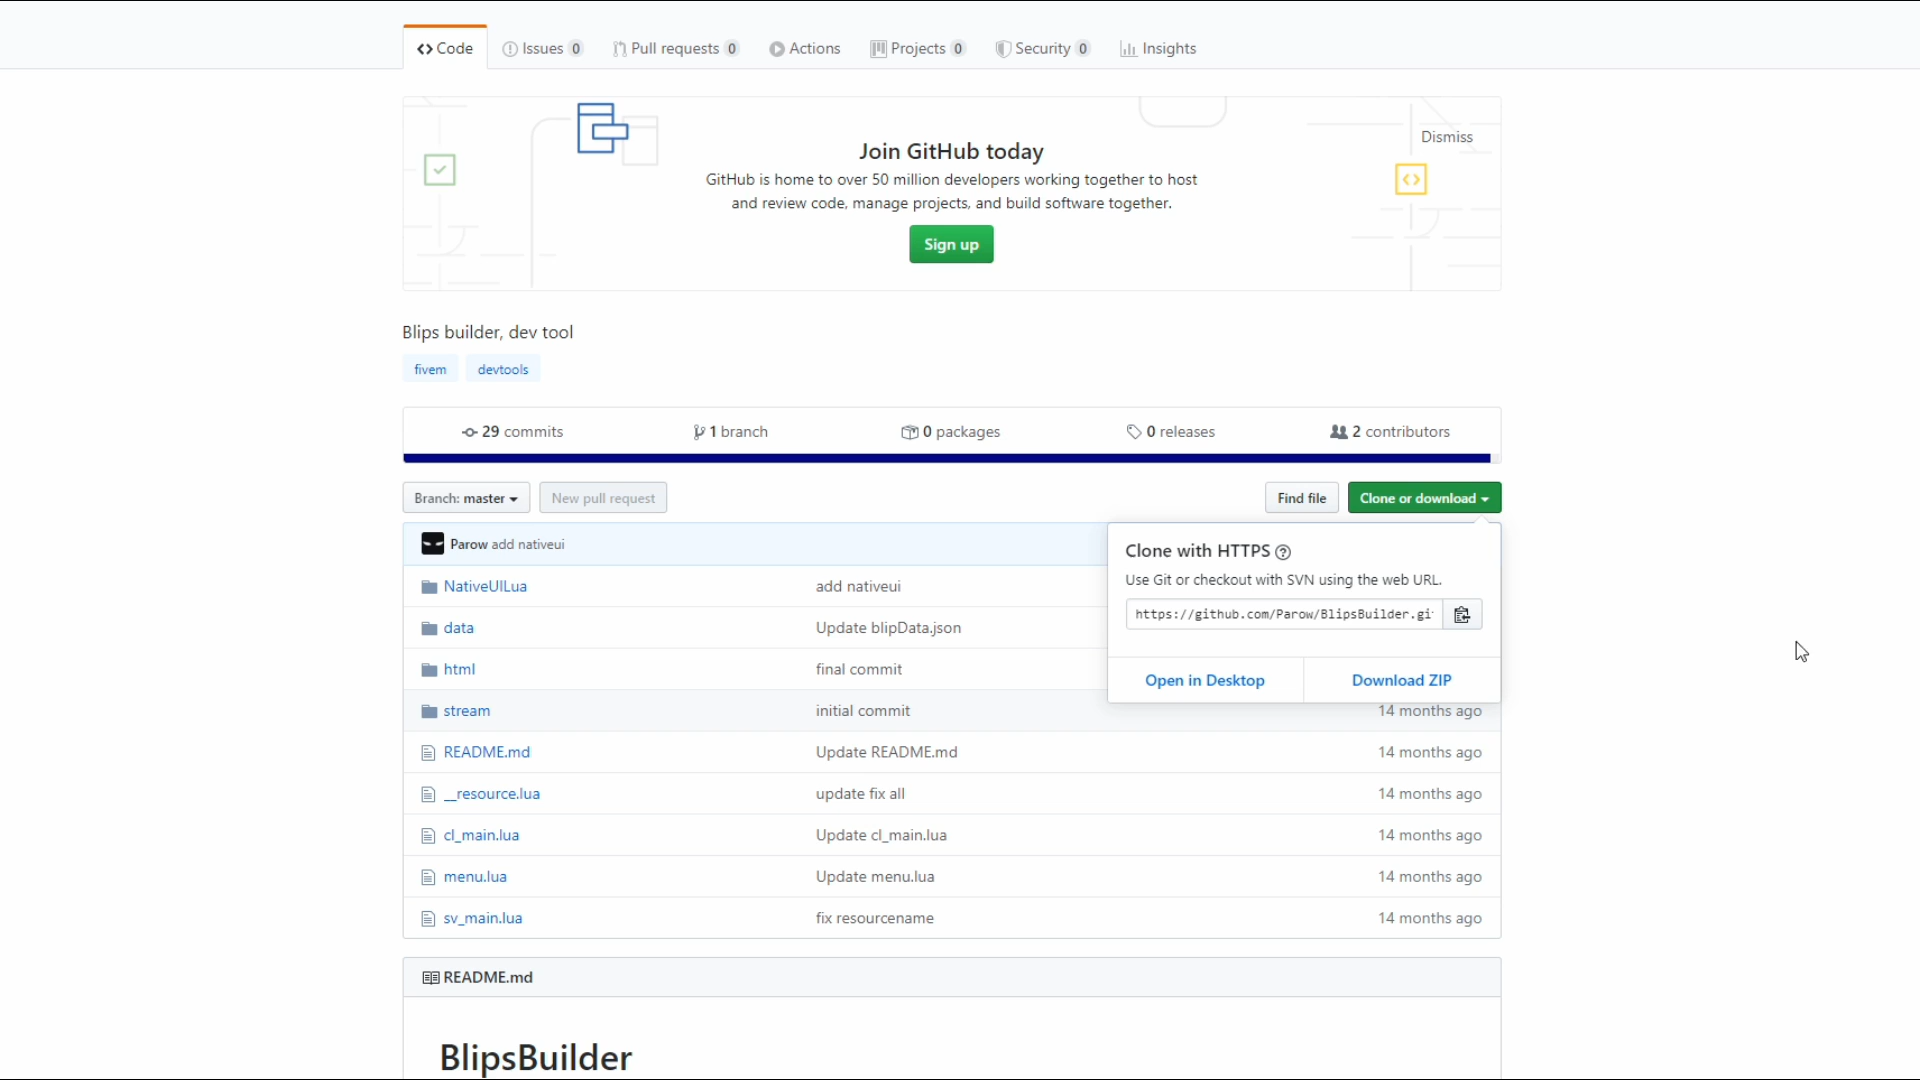 Code Issues 0 Pull requests 0 Actions Projects 0 Security 0 Insights
Dismiss
Join GitHub today
GitHub is home to over 50 million developers working together to host
and review code, manage projects, and build software together.
Sign up
Blips builder, dev tool
fivem devtools
29 commits 1 branch 0 packages 0 releases 2 contributors
Branch: master New pull request Find file Clone or download
Parow add nativeui
Clone with HTTPS
Use Git or checkout with SVN using the web URL.
https://github.com/Parow/BlipsBuilder.gi
Open in Desktop Download ZIP
NativeUILua add nativeui
data Update blipData.json
html final commit
stream initial commit 14 months ago
README.md Update README.md 14 months ago
__resource.lua update fix all 14 months ago
cl_main.lua Update cl_main.lua 14 months ago
menu.lua Update menu.lua 14 months ago
sv_main.lua fix resourcename 14 months ago
README.md
BlipsBuilder